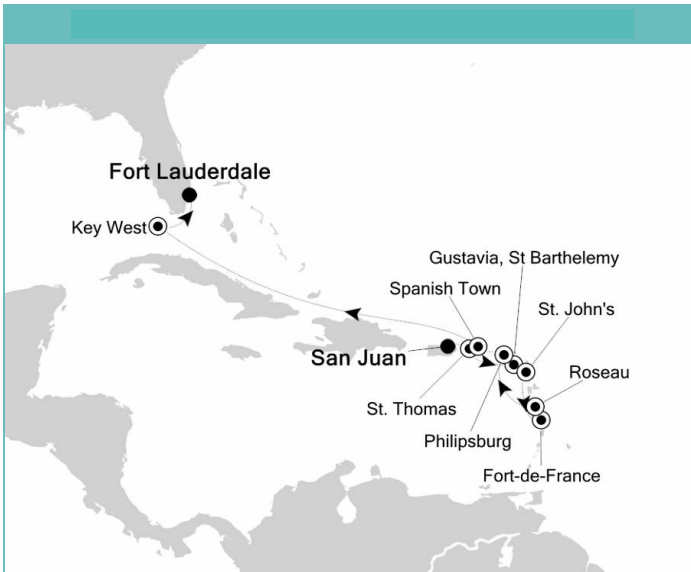 Fort Lauderdale
Key West
Gustavia, St Barthelemy
Spanish Town
St. John's
San Juan
Roseau
St. Thomas
Philipsburg
Fort-de-France